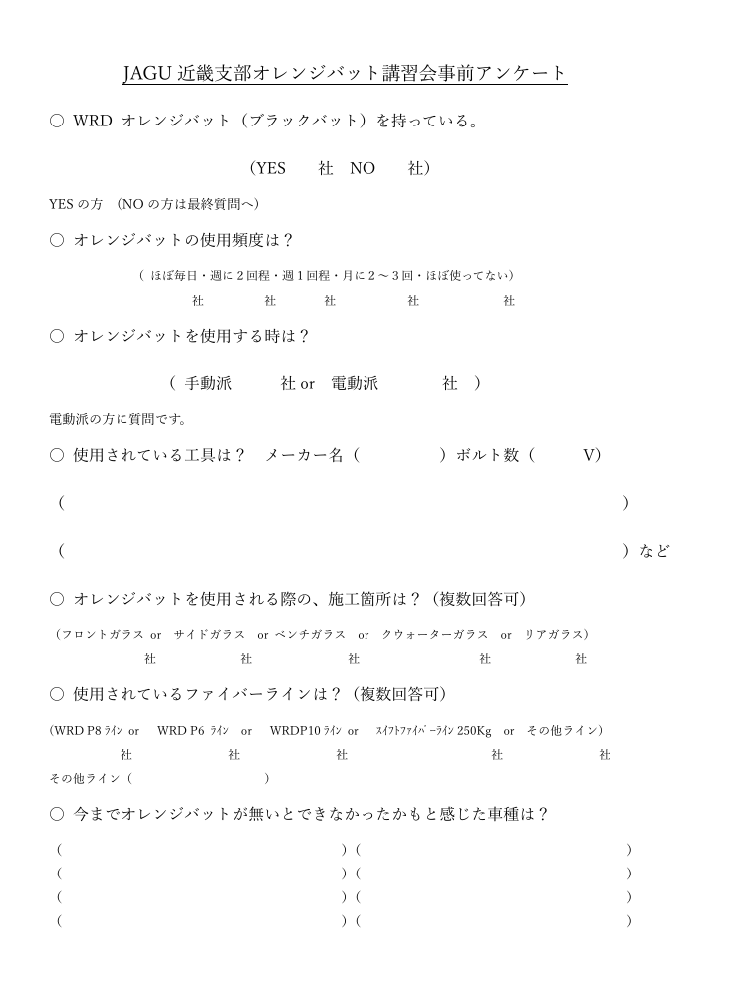 JAGU 近畿支部オレンジバット講習会事前アンケート
○ WRD オレンジバット（ブラックバット）を持っている。
（YES　　社　NO　　社）
YES の方　（NO の方は最終質問へ）
○ オレンジバットの使用頻度は？
（ ほぼ毎日・週に２回程・週１回程・月に２～３回・ほぼ使ってない）
社　　　　　社　　　　社　　　　　　社　　　　　　　社
○ オレンジバットを使用する時は？
（ 手動派　　　社 or　電動派　　　　社　）
電動派の方に質問です。
○ 使用されている工具は？　メーカー名（　　　　　）ボルト数（　　　V）
（　　　　　　　　　　　　　　　　　　　　　　　　　　　　　　　　　　　）
（　　　　　　　　　　　　　　　　　　　　　　　　　　　　　　　　　　　）など
○ オレンジバットを使用される際の、施工箇所は？（複数回答可）
（フロントガラス or　サイドガラス　or ベンチガラス　or　クウォーターガラス　or　リアガラス）
社　　　　　　　社　　　　　　　　社　　　　　　　　　　社　　　　　　　社
○ 使用されているファイバーラインは？（複数回答可）
（WRD P8 ﾗｲﾝ or　WRD P6 ﾗｲﾝ　or　WRDP10 ﾗｲﾝ or　ｽｲﾌﾄﾌｧｲﾊﾞｰﾗｲﾝ 250Kg　or　その他ライン）
社　　　　　　　　社　　　　　　　　社　　　　　　　　　　　　社　　　　　　　　社
その他ライン（　　　　　　　　　　　）
○ 今までオレンジバットが無いとできなかったかもと感じた車種は？
（　　　　　　　　　　　　　　　　　　　　　　　）（　　　　　　　　　　　　　　　　　　　　　　）
（　　　　　　　　　　　　　　　　　　　　　　　）（　　　　　　　　　　　　　　　　　　　　　　）
（　　　　　　　　　　　　　　　　　　　　　　　）（　　　　　　　　　　　　　　　　　　　　　　）
（　　　　　　　　　　　　　　　　　　　　　　　）（　　　　　　　　　　　　　　　　　　　　　　）